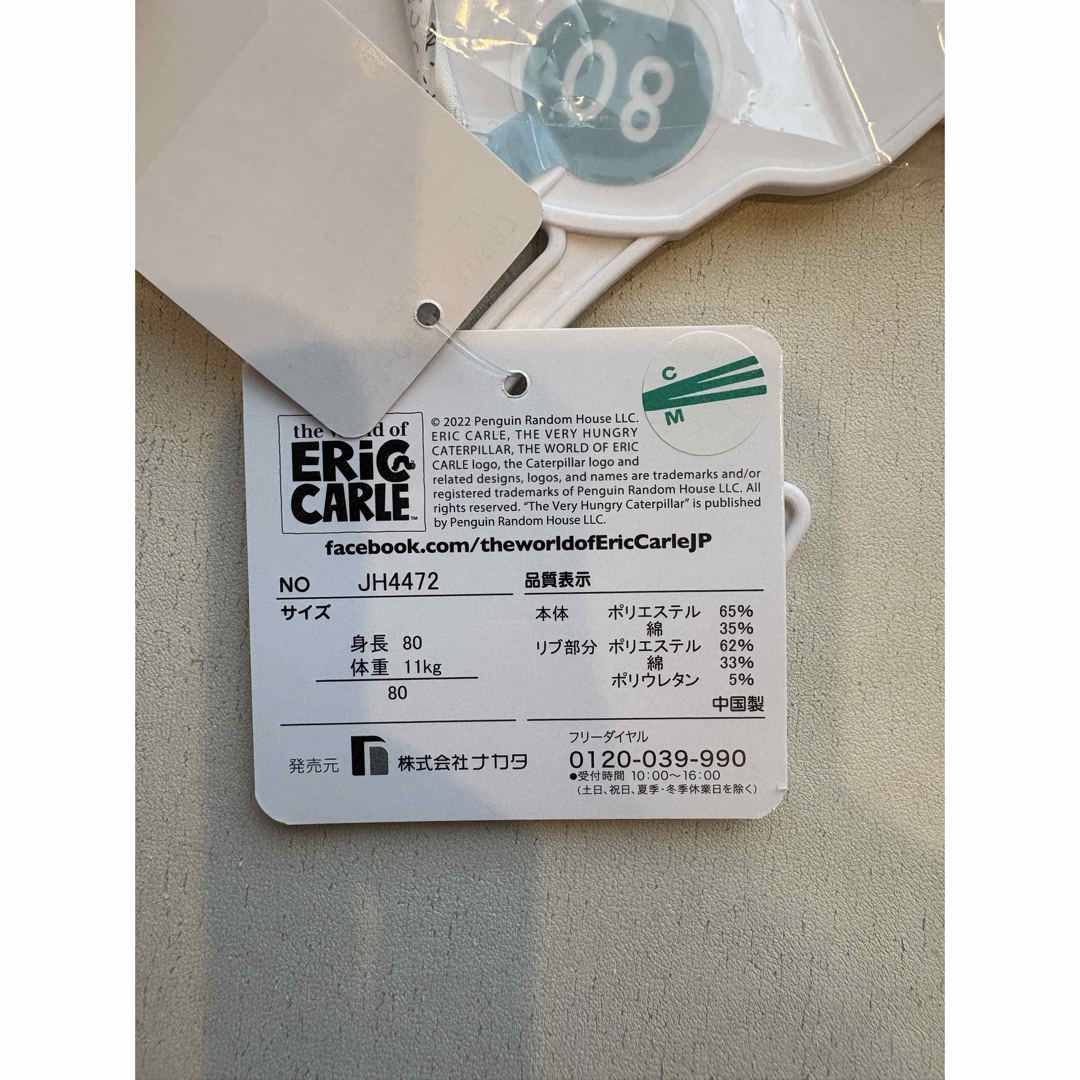 80
C
M
the of
ERiC
CARLE™
© 2022 Penguin Random House LLC.
ERIC CARLE, THE VERY HUNGRY
CATERPILLAR, THE WORLD OF ERIC
CARLE logo, the Caterpillar logo and
related designs, logos, and names are trademarks and/or
registered trademarks of Penguin Random House LLC. All
rights reserved. “The Very Hungry Caterpillar” is published
by Penguin Random House LLC.
facebook.com/theworldofEricCarleJP
NO JH4472
サイズ
身長 80
体重 11kg
80
品質表示
本体 ポリエステル 65%
綿 35%
リブ部分 ポリエステル 62%
綿 33%
ポリウレタン 5%
中国製
発売元 株式会社ナカタ
フリーダイヤル
0120-039-990
●受付時間 10:00～16:00
（土日、祝日、夏季・冬季休業日を除く）